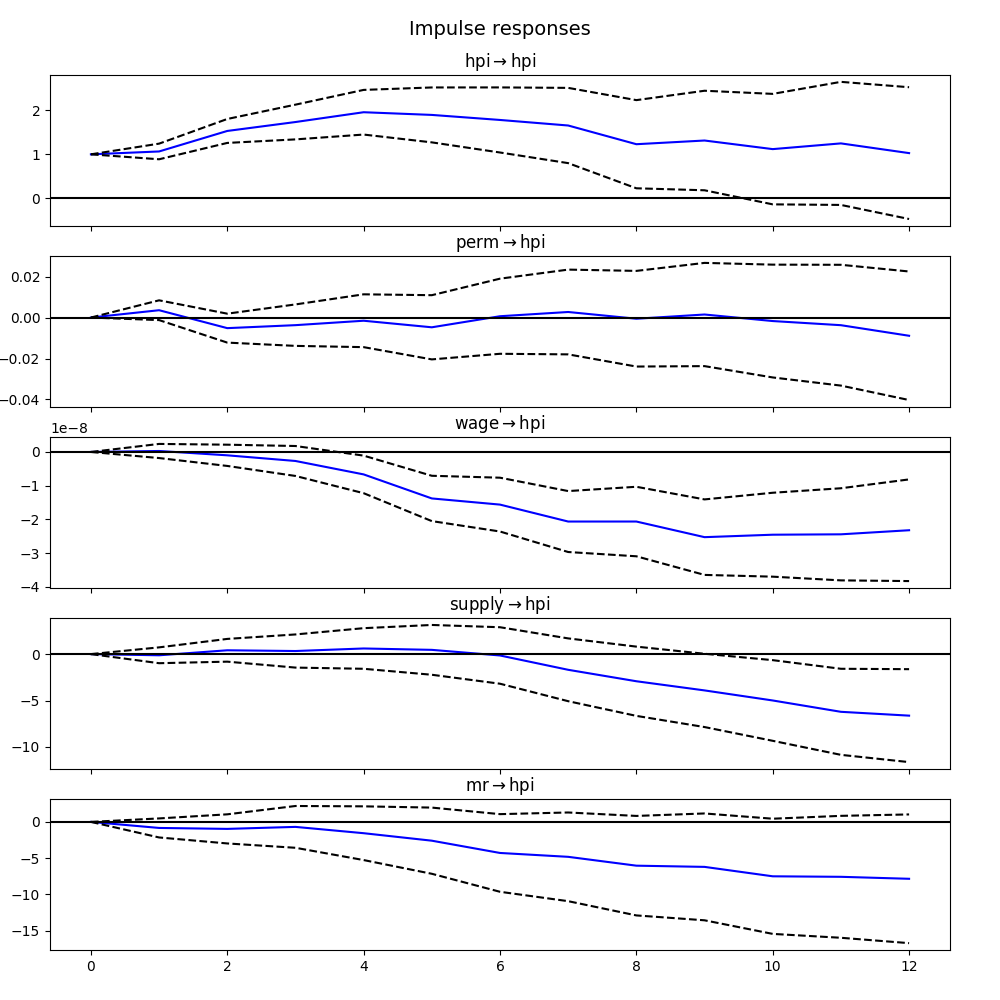 Impulse responses
hpi → hpi
2
1
0
perm → hpi
0.02
0.00
−0.02
−0.04
wage → hpi
1e−8
0
−1
−2
−3
−4
supply → hpi
0
−5
−10
mr → hpi
0
−5
−10
−15
0 2 4 6 8 10 12